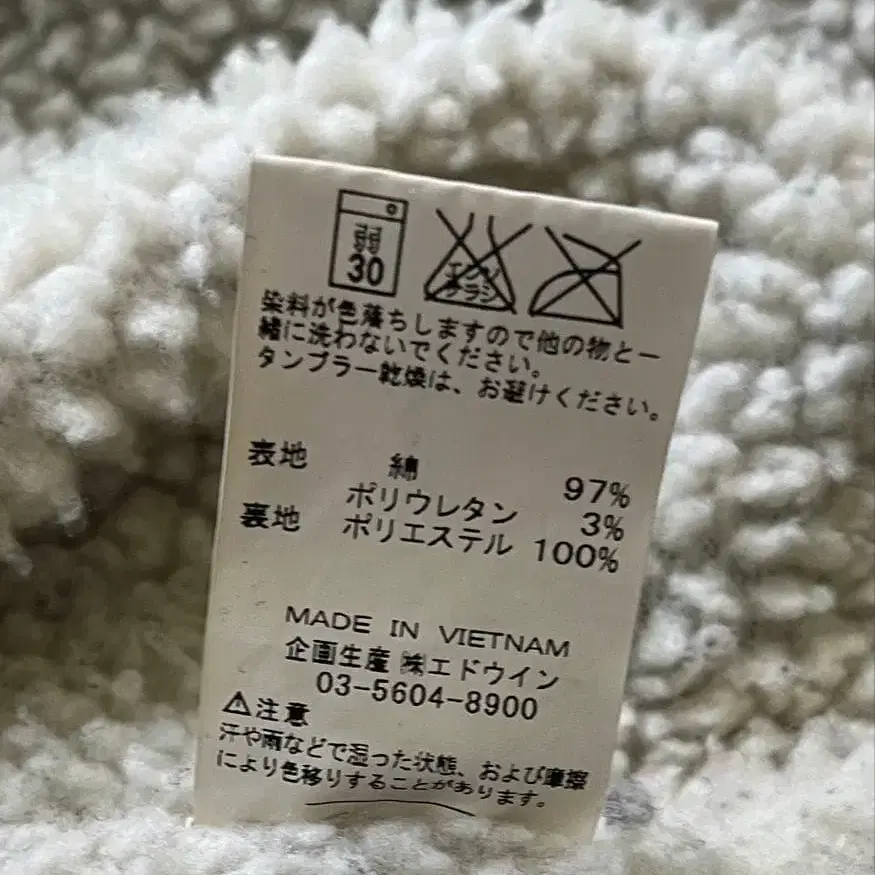 弱
30
エンソ
サラシ
染料が色落ちしますので他の物と一
緒に洗わないでください。
タンブラー乾燥は、お避けください。
表地 綿 97%
ポリウレタン 3%
裏地 ポリエステル 100%
MADE IN VIETNAM
企画生産 ㈱エドウイン
03-5604-8900
⚠注意
汗や雨などで湿った状態、および摩擦
により色移りすることがあります。